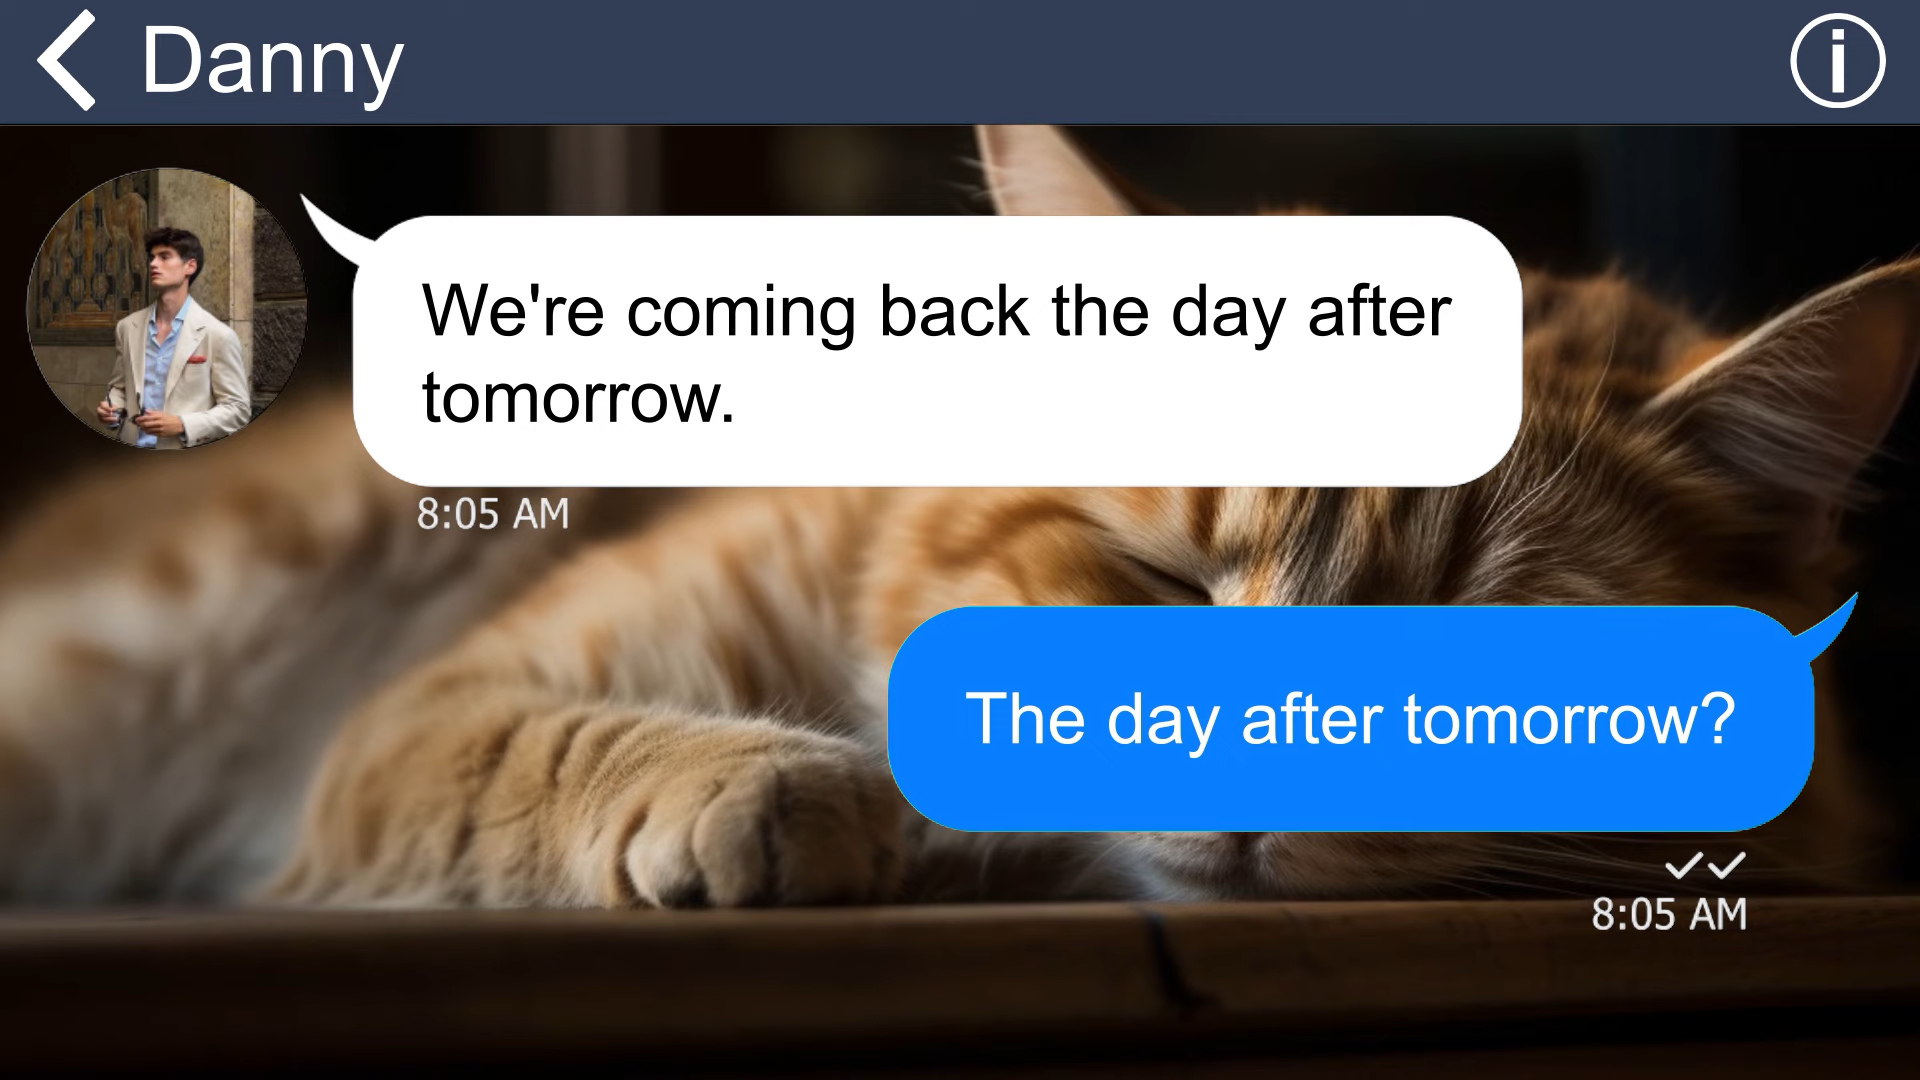 Danny
We're coming back the day after
tomorrow.
8:05 AM
The day after tomorrow?
8:05 AM